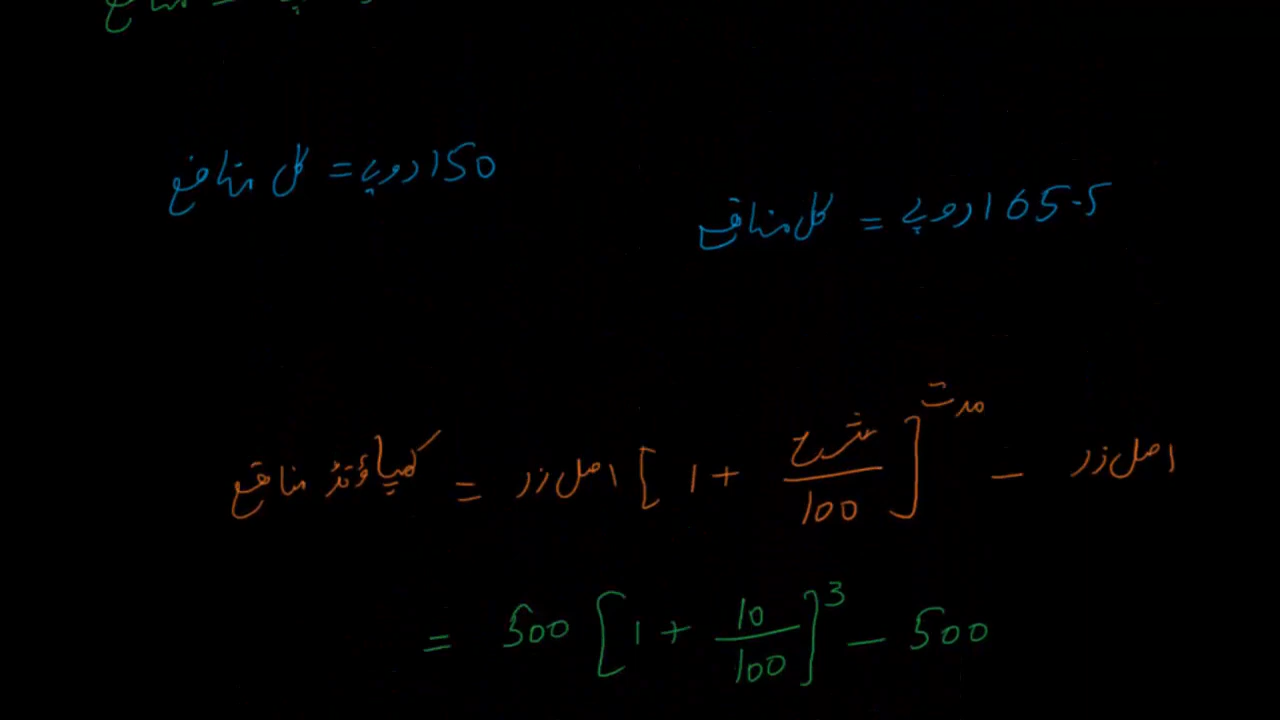 کل منافع = 150 روپے
کل منافع = 165.5 روپے
کمپاؤنڈ منافع = اصل زر [1 + شرح/100]^مدت – اصل زر
= 500 [1 + 10/100]^3 – 500